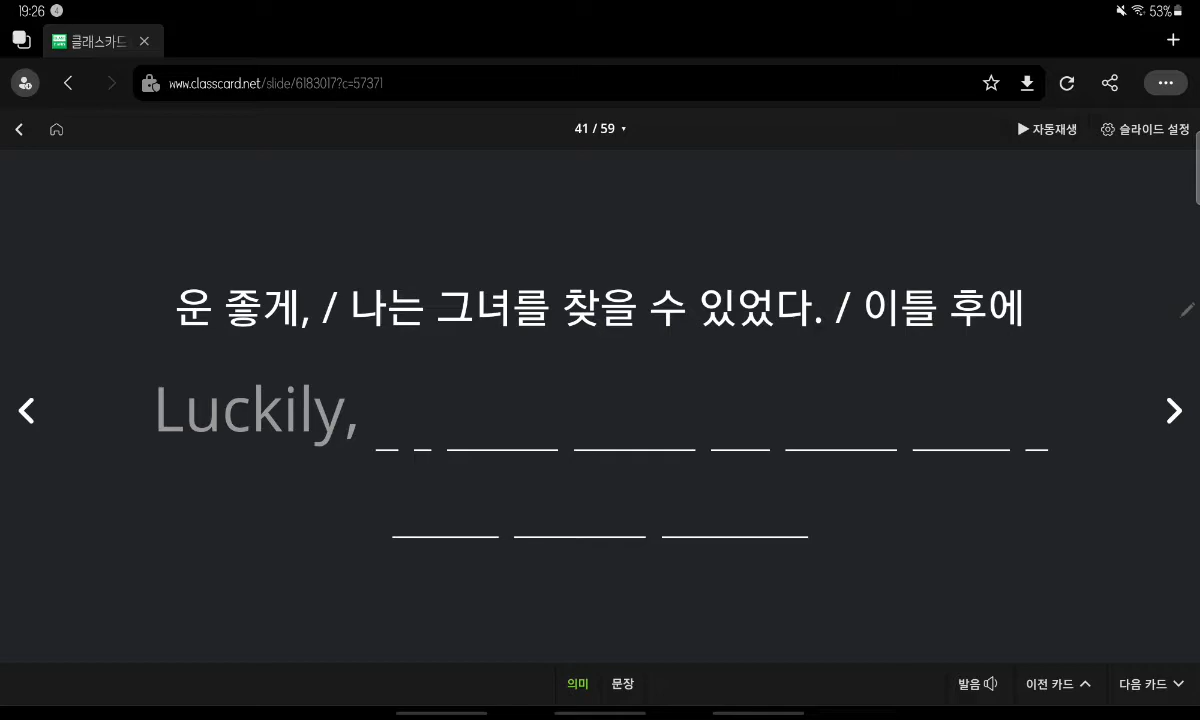 19:26 4 53%
클래스카드
www.classcard.net/slide/6183017?c=57371
41 / 59 자동재생 슬라이드 설정
운 좋게, / 나는 그녀를 찾을 수 있었다. / 이틀 후에
Luckily, _ _ _ _ _ _ _ _
_ _ _
의미 문장 발음 이전 카드 다음 카드